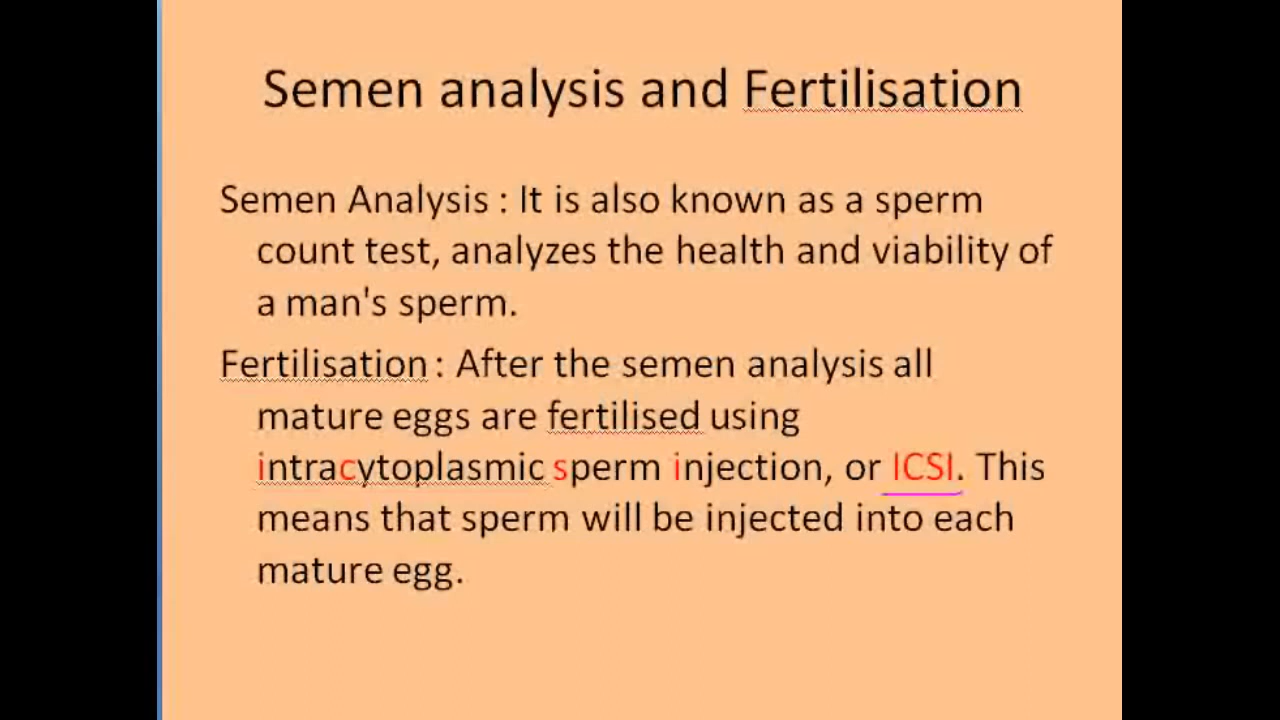 Semen analysis and Fertilisation
Semen Analysis : It is also known as a sperm
count test, analyzes the health and viability of
a man's sperm.
Fertilisation : After the semen analysis all
mature eggs are fertilised using
intracytoplasmic sperm injection, or ICSI. This
means that sperm will be injected into each
mature egg.